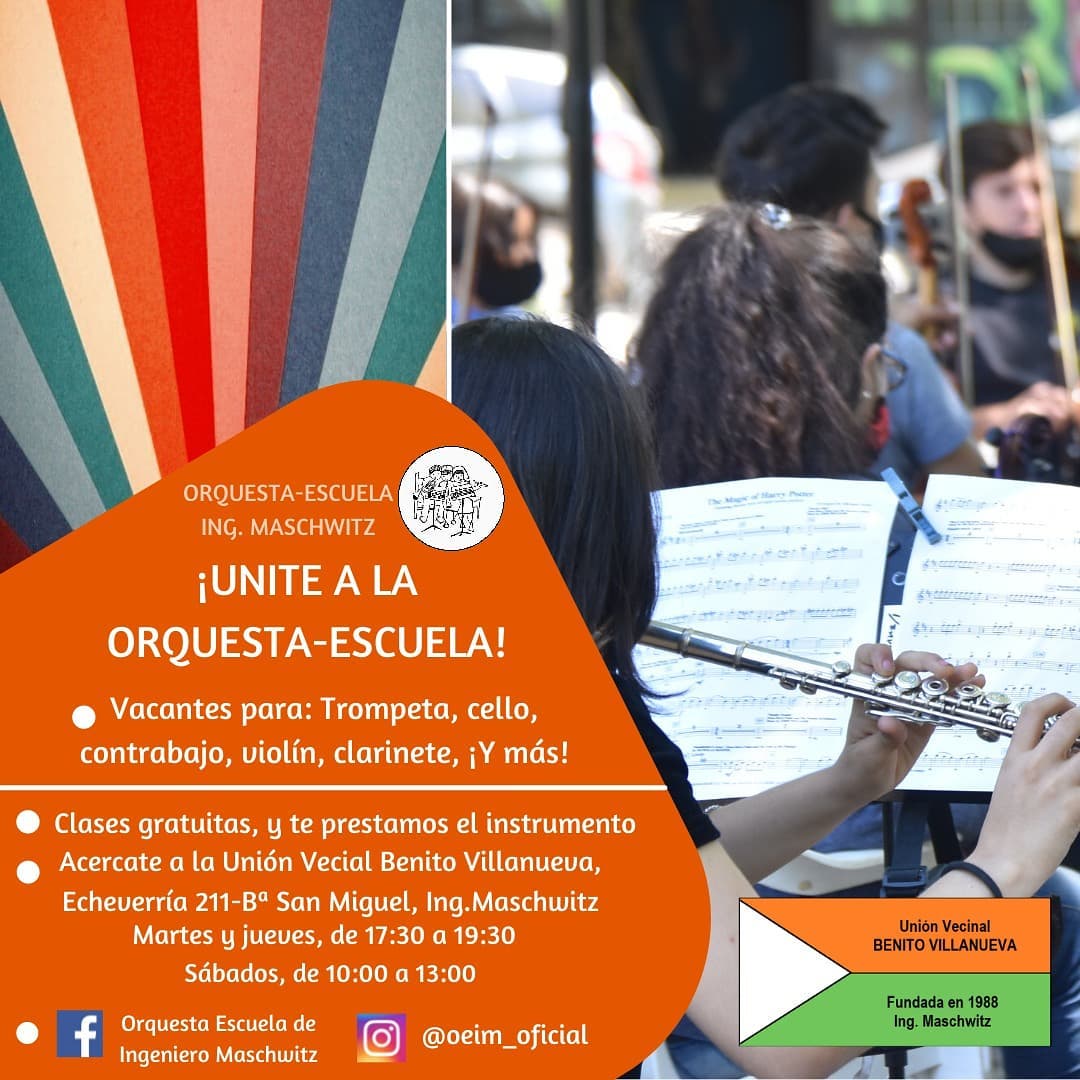 ORQUESTA-ESCUELA
ING. MASCHWITZ
¡UNITE A LA
ORQUESTA-ESCUELA!
Vacantes para: Trompeta, cello,
contrabajo, violín, clarinete, ¡Y más!
Clases gratuitas, y te prestamos el instrumento
Acercate a la Unión Vecial Benito Villanueva,
Echeverría 211-Bª San Miguel, Ing.Maschwitz
Martes y jueves, de 17:30 a 19:30
Sábados, de 10:00 a 13:00
Orquesta Escuela de
Ingeniero Maschwitz
@oeim_oficial
The Magic of Harry Potter
Unión Vecinal
BENITO VILLANUEVA
Fundada en 1988
Ing. Maschwitz